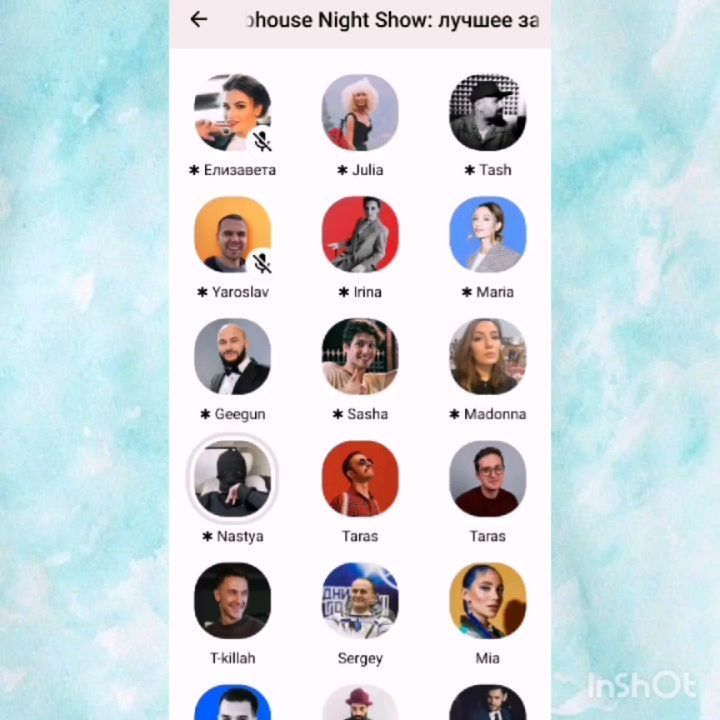 bhouse Night Show: лучшее за
✱ Елизавета
✱ Julia
✱ Tash
✱ Yaroslav
✱ Irina
✱ Maria
✱ Geegun
✱ Sasha
✱ Madonna
✱ Nastya
Taras
Taras
T-killah
Sergey
Mia
InShOt